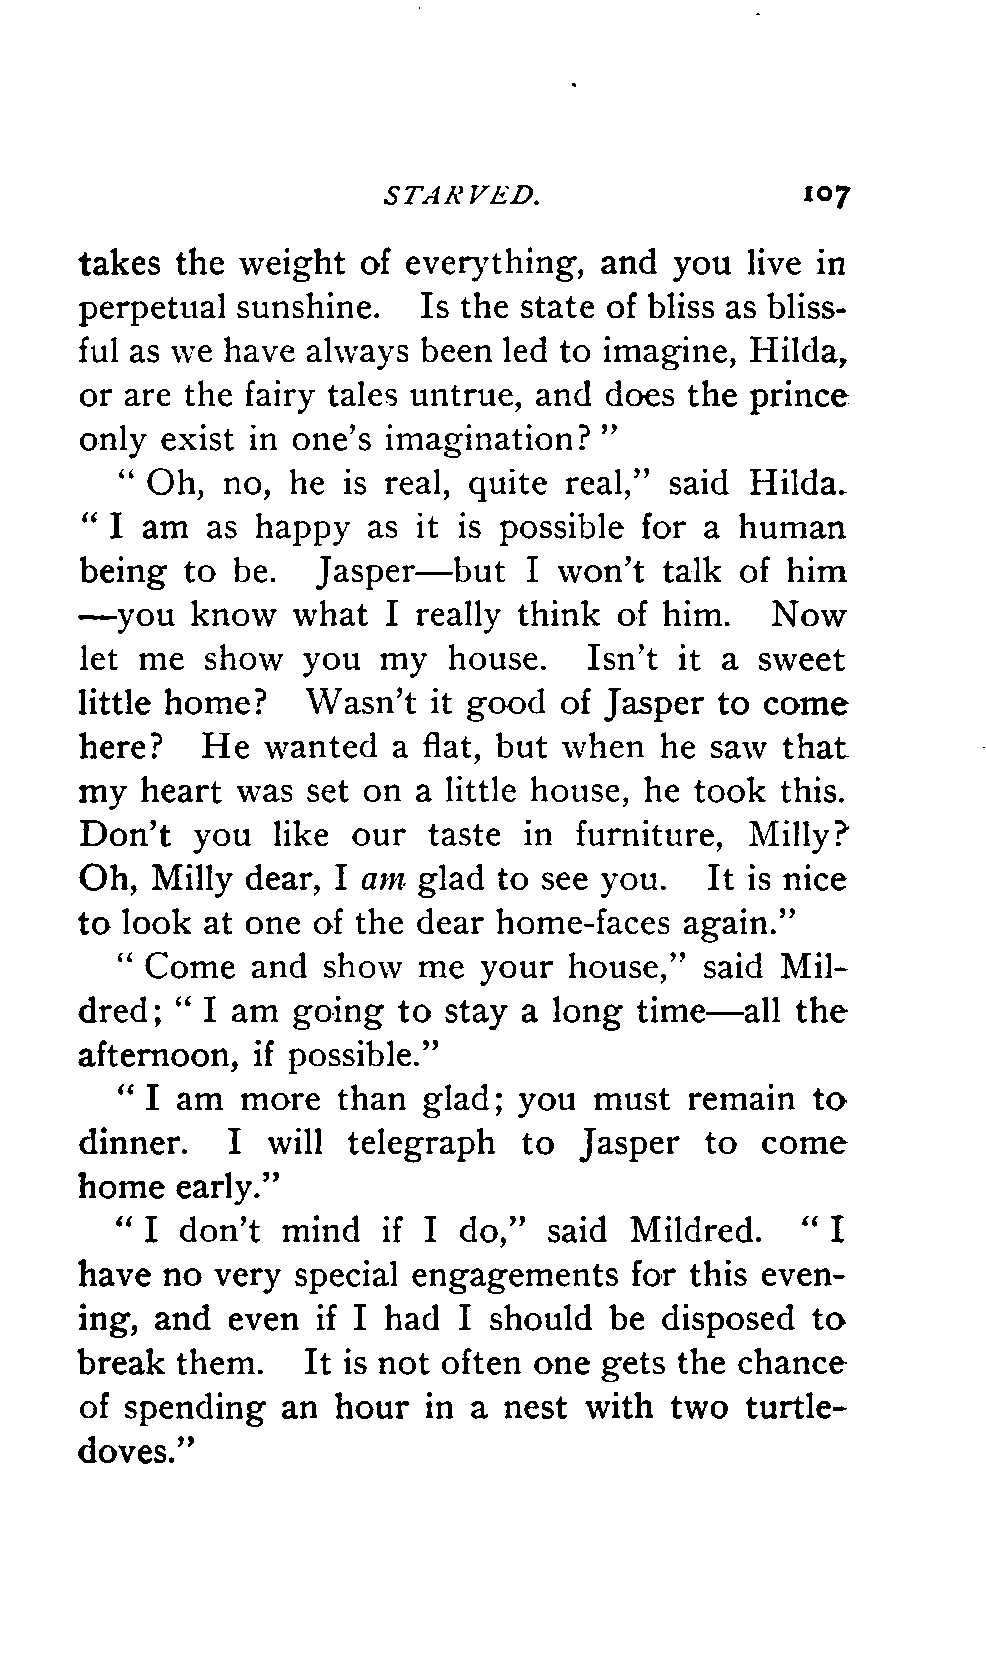 STARVED. 107
takes the weight of everything, and you live in
perpetual sunshine. Is the state of bliss as bliss-
ful as we have always been led to imagine, Hilda,
or are the fairy tales untrue, and does the prince
only exist in one's imagination?"
"Oh, no, he is real, quite real," said Hilda.
"I am as happy as it is possible for a human
being to be. Jasper—but I won't talk of him
—you know what I really think of him. Now
let me show you my house. Isn't it a sweet
little home? Wasn't it good of Jasper to come
here? He wanted a flat, but when he saw that
my heart was set on a little house, he took this.
Don't you like our taste in furniture, Milly?
Oh, Milly dear, I am glad to see you. It is nice
to look at one of the dear home-faces again."
"Come and show me your house," said Mil-
dred; "I am going to stay a long time—all the
afternoon, if possible."
"I am more than glad; you must remain to
dinner. I will telegraph to Jasper to come
home early."
"I don't mind if I do," said Mildred. "I
have no very special engagements for this even-
ing, and even if I had I should be disposed to
break them. It is not often one gets the chance
of spending an hour in a nest with two turtle-
doves."